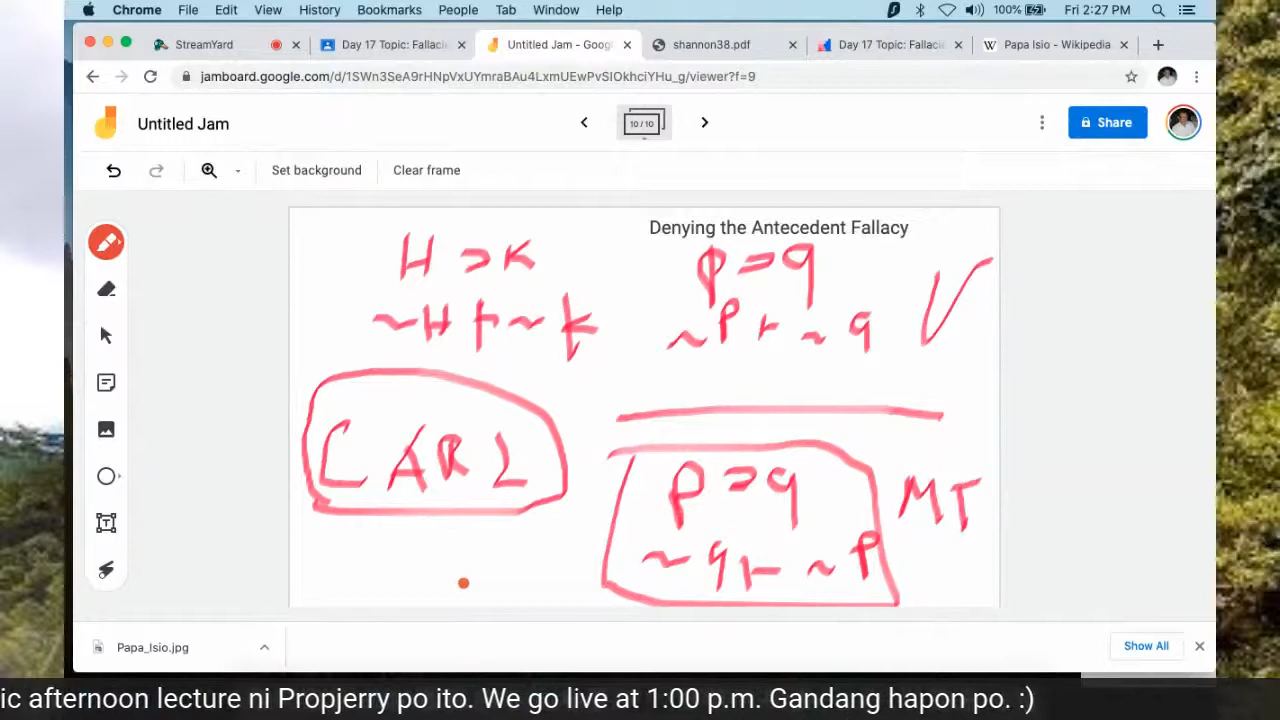 Chrome File Edit View History Bookmarks People Tab Window Help 100% Fri 2:27 PM
StreamYard Day 17 Topic: Fallacie Untitled Jam - Goog shannon38.pdf Day 17 Topic: Fallacie Papa Isio - Wikipedia
jamboard.google.com/d/1SWn3SeA9rHNpVxUYmraBAu4LxmUEwPvSIOkhciYHu_g/viewer?f=9
Untitled Jam
10 / 10
Share
Set background Clear frame
Denying the Antecedent Fallacy
H ⊃ K
~H ⊢ ~K
p ⊃ q
~p ⊢ ~q
CARL
p ⊃ q
~q ⊢ ~p
MT
Papa_Isio.jpg
Show All
ic afternoon lecture ni Propjerry po ito. We go live at 1:00 p.m. Gandang hapon po. :)